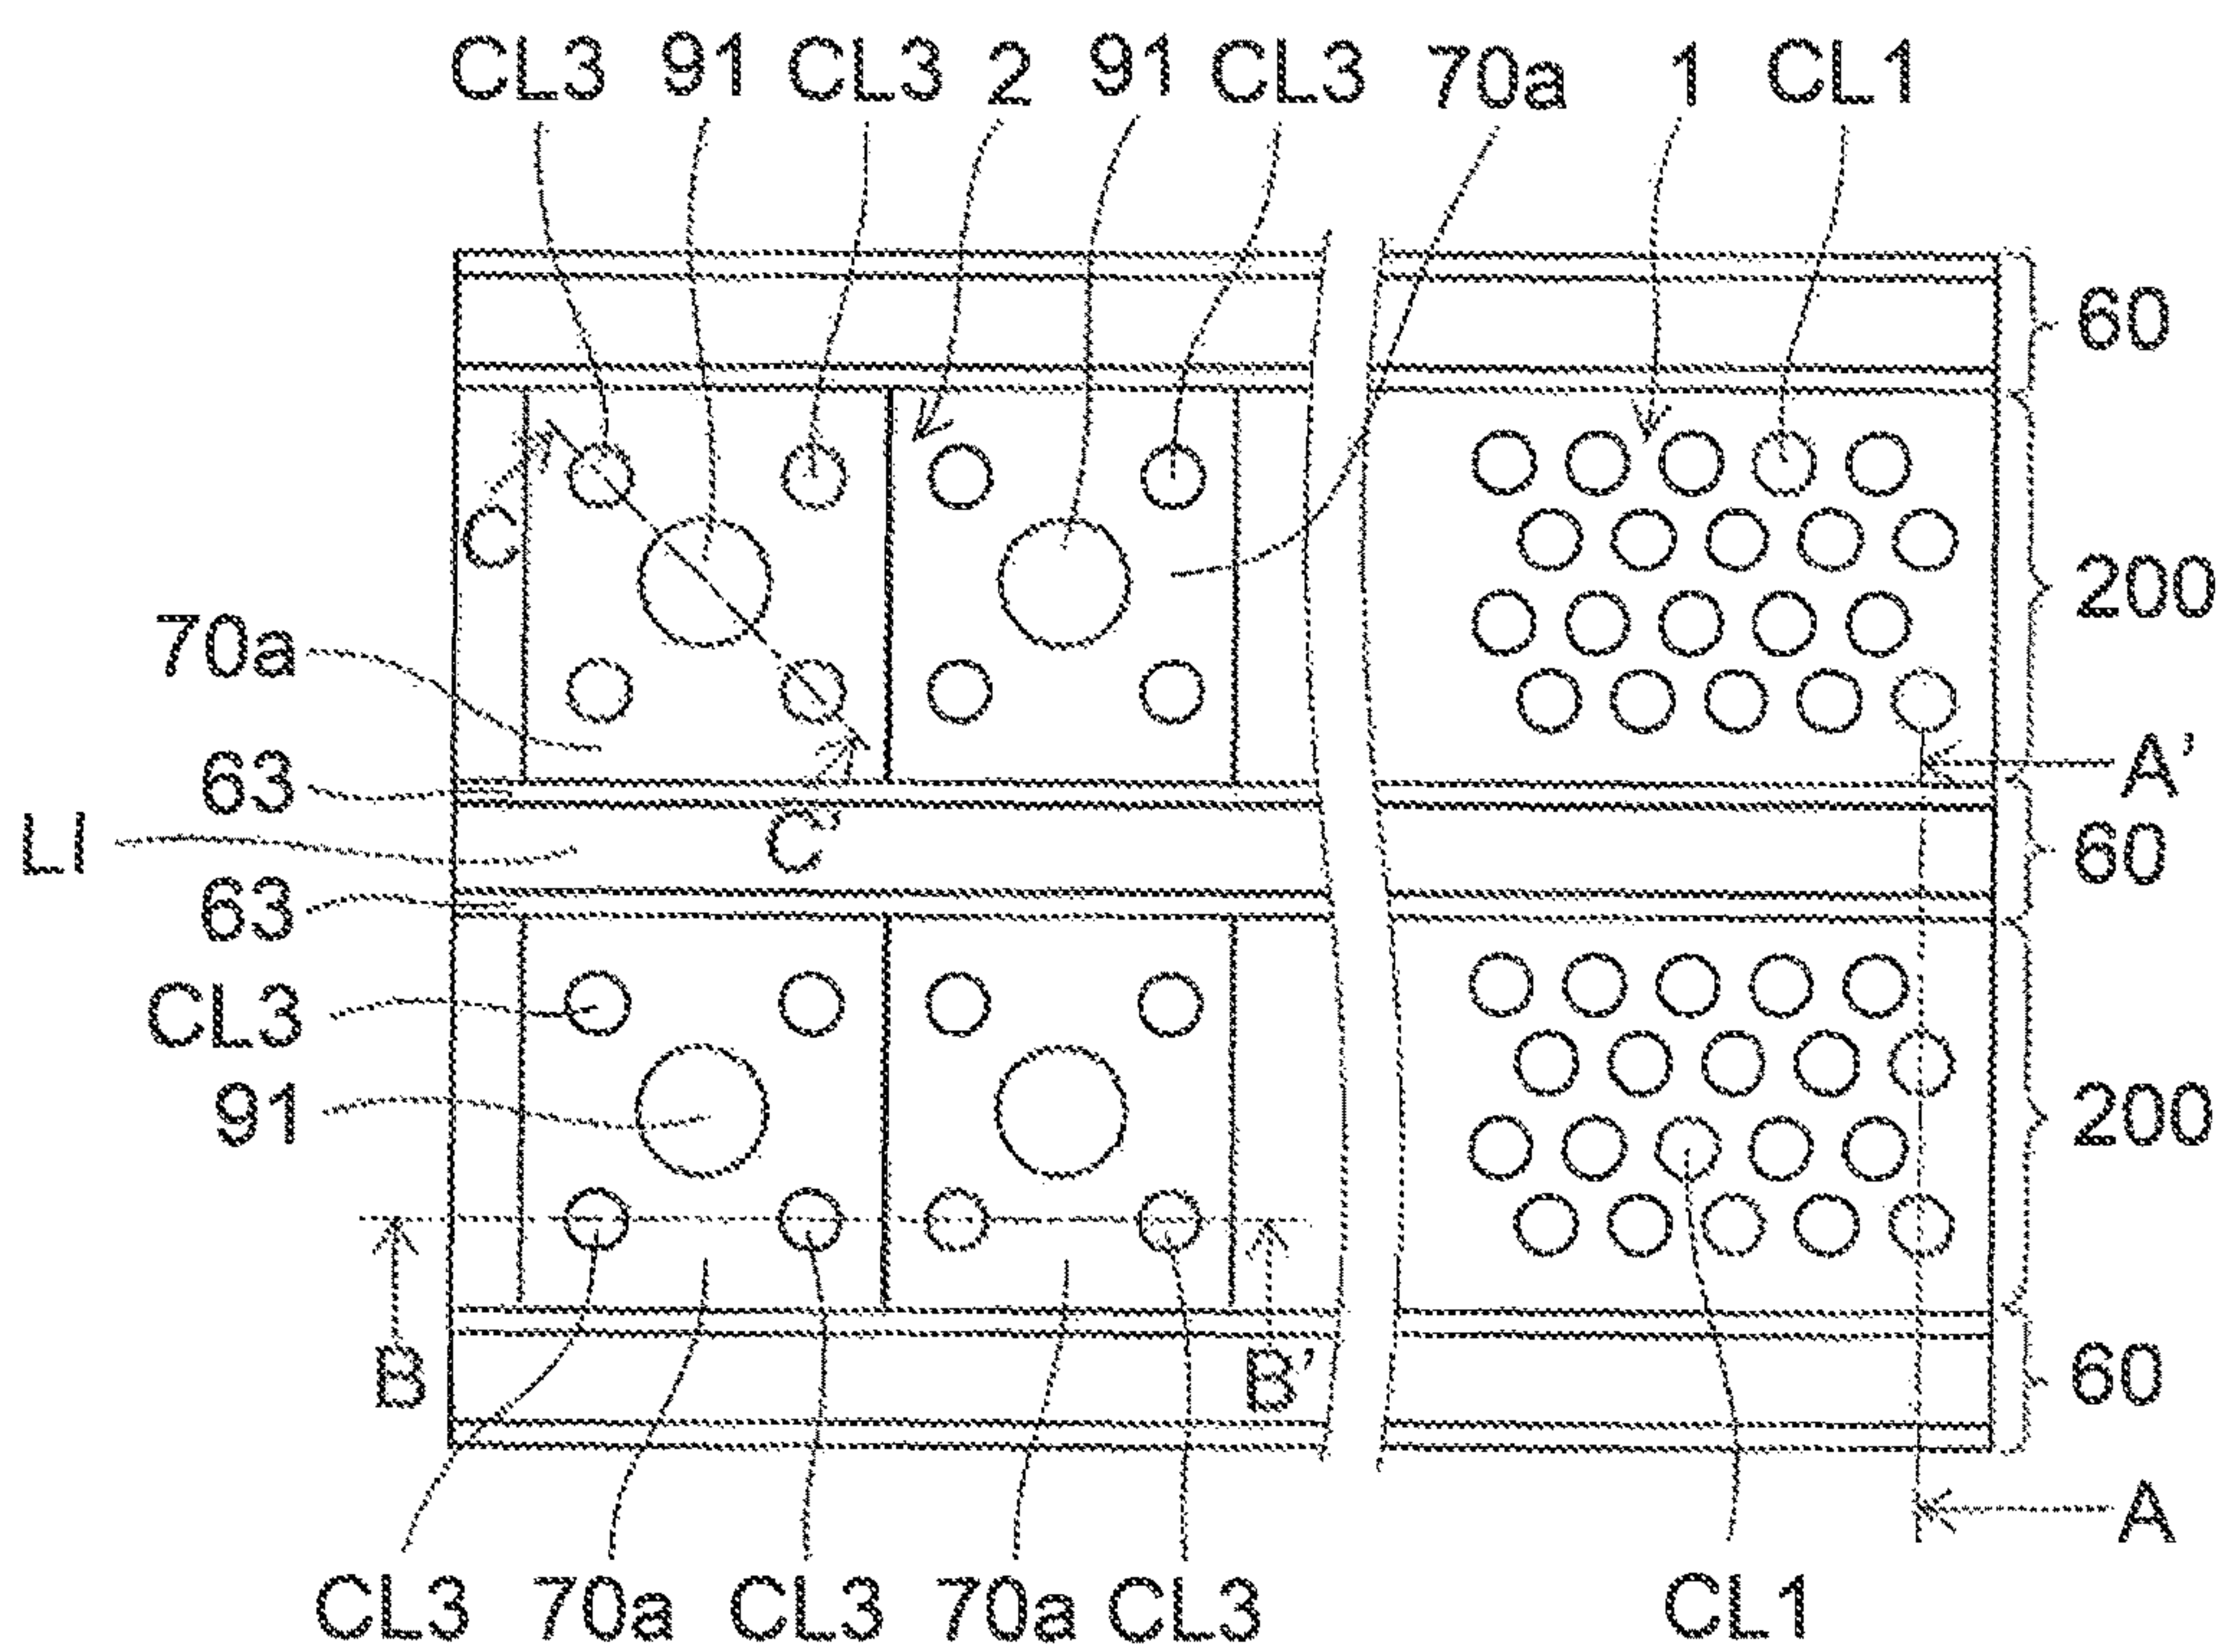 CL3 91 CL3 2 91 CL3 70a 1 CL1
60
C
200
70a
63
A'
LI
C'
60
63
CL3
91
200
B
B'
60
A
CL3 70a CL3 70a CL3 CL1